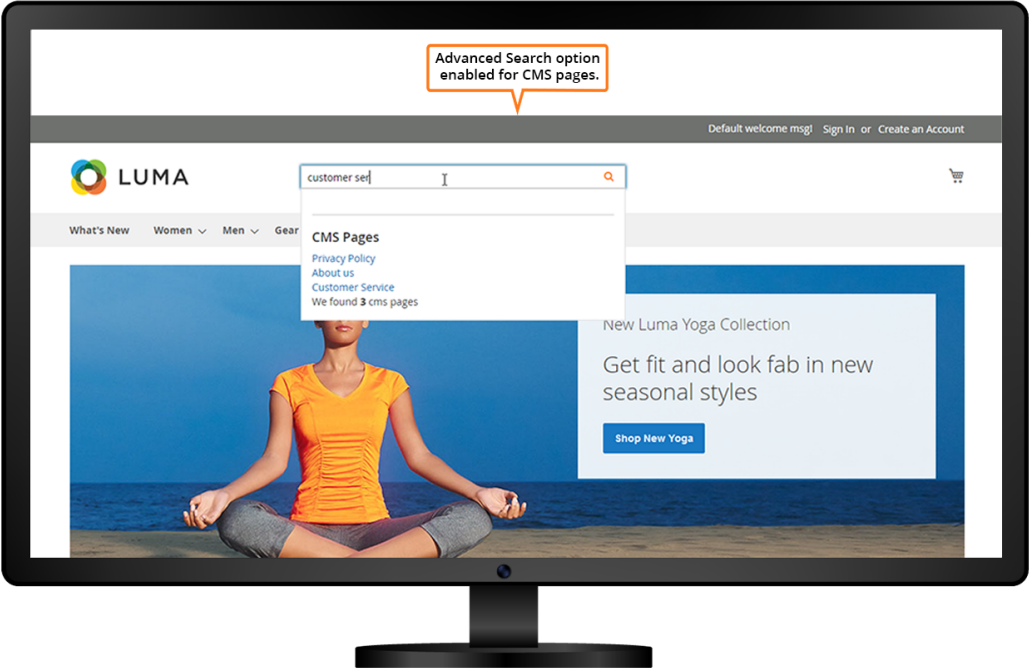 Advanced Search option
enabled for CMS pages.
Default welcome msg! Sign In or Create an Account
LUMA
customer ser
What's New Women Men Gear
CMS Pages
Privacy Policy
About us
Customer Service
We found 3 cms pages
New Luma Yoga Collection
Get fit and look fab in new
seasonal styles
Shop New Yoga